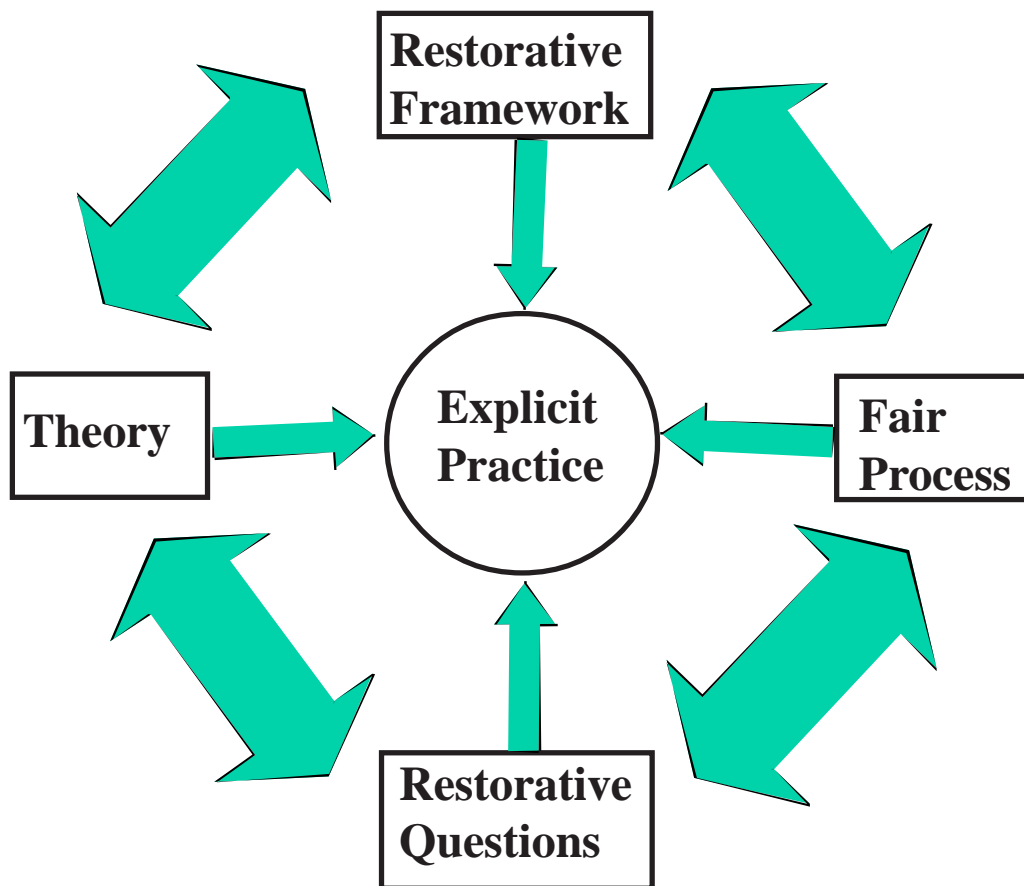 Restorative
Framework
Theory
Explicit
Practice
Fair
Process
Restorative
Questions